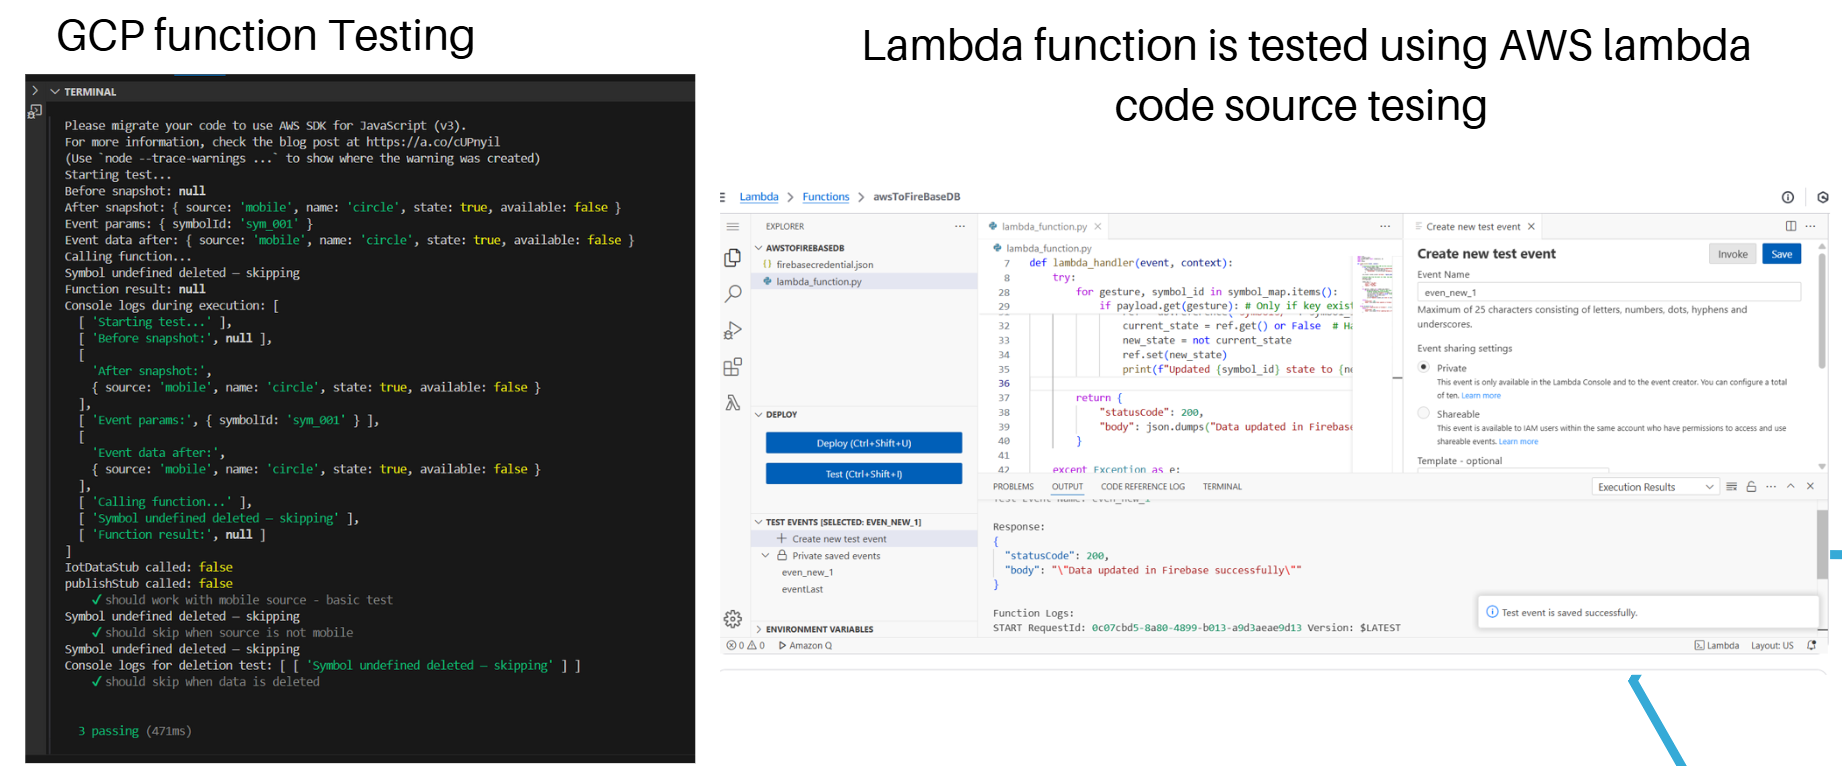 GCP function Testing
TERMINAL
Please migrate your code to use AWS SDK for JavaScript (v3).
For more information, check the blog post at https://a.co/cUPnyil
(Use `node --trace-warnings ...` to show where the warning was created)
Starting test...
Before snapshot: null
After snapshot: { source: 'mobile', name: 'circle', state: true, available: false }
Event params: { symbolId: 'sym_001' }
Event data after: { source: 'mobile', name: 'circle', state: true, available: false }
Calling function...
Symbol undefined deleted – skipping
Function result: null
Console logs during execution: [
[ 'Starting test...' ],
[ 'Before snapshot:', null ],
[
'After snapshot:',
{ source: 'mobile', name: 'circle', state: true, available: false }
],
[ 'Event params:', { symbolId: 'sym_001' } ],
[
'Event data after:',
{ source: 'mobile', name: 'circle', state: true, available: false }
],
[ 'Calling function...' ],
[ 'Symbol undefined deleted – skipping' ],
[ 'Function result:', null ]
]
IotDataStub called: false
publishStub called: false
✓ should work with mobile source - basic test
Symbol undefined deleted – skipping
✓ should skip when source is not mobile
Symbol undefined deleted – skipping
Console logs for deletion test: [ [ 'Symbol undefined deleted – skipping' ] ]
✓ should skip when data is deleted
3 passing (471ms)
Lambda function is tested using AWS lambda
code source tesing
Lambda > Functions > awsToFireBaseDB
EXPLORER
AWSTOFIREBASEDB
{} firebasecredential.json
lambda_function.py
DEPLOY
Deploy (Ctrl+Shift+U)
Test (Ctrl+Shift+I)
TEST EVENTS [SELECTED: EVEN_NEW_1]
+ Create new test event
Private saved events
even_new_1
eventLast
ENVIRONMENT VARIABLES
lambda_function.py
lambda_function.py
7 def lambda_handler(event, context):
8 try:
28 for gesture, symbol_id in symbol_map.items():
29 if payload.get(gesture): # Only if key exist
32 current_state = ref.get() or False # Ha
33 new_state = not current_state
34 ref.set(new_state)
35 print(f"Updated {symbol_id} state to {ne
36
37 return {
38 "statusCode": 200,
39 "body": json.dumps("Data updated in Firebase
40 }
41
42 except Exception as e:
Create new test event
Create new test event
Invoke
Save
Event Name
even_new_1
Maximum of 25 characters consisting of letters, numbers, dots, hyphens and
underscores.
Event sharing settings
Private
This event is only available in the Lambda Console and to the event creator. You can configure a total
of ten. Learn more
Shareable
This event is available to IAM users within the same account who have permissions to access and use
shareable events. Learn more
Template - optional
PROBLEMS OUTPUT CODE REFERENCE LOG TERMINAL
Execution Results
Test Event Name: even_new_1
Response:
{
"statusCode": 200,
"body": "\"Data updated in Firebase successfully\""
}
Function Logs:
START RequestId: 0c07cbd5-8a80-4899-b013-a9d3aeae9d13 Version: $LATEST
Test event is saved successfully.
0 0 Amazon Q
Lambda Layout: US